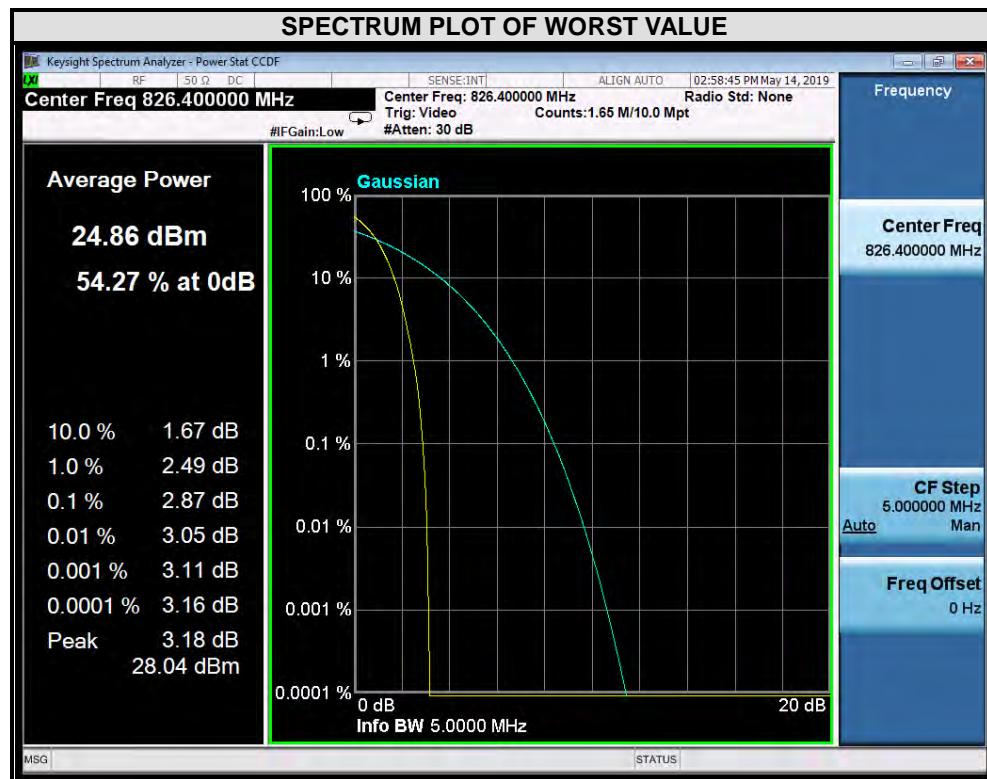 SPECTRUM PLOT OF WORST VALUE
Keysight Spectrum Analyzer - Power Stat CCDF
LXI RF 50 Ω DC SENSE:INT ALIGN AUTO 02:58:45 PM May 14, 2019
Center Freq 826.400000 MHz
Center Freq: 826.400000 MHz Radio Std: None
Trig: Video Counts:1.65 M/10.0 Mpt
#IFGain:Low #Atten: 30 dB
Average Power
24.86 dBm
54.27 % at 0dB
10.0 % 1.67 dB
1.0 % 2.49 dB
0.1 % 2.87 dB
0.01 % 3.05 dB
0.001 % 3.11 dB
0.0001 % 3.16 dB
Peak 3.18 dB
28.04 dBm
Gaussian
100 %
10 %
1 %
0.1 %
0.01 %
0.001 %
0.0001 %
0 dB 20 dB
Info BW 5.0000 MHz
Frequency
Center Freq
826.400000 MHz
CF Step
5.000000 MHz
Auto Man
Freq Offset
0 Hz
MSG STATUS